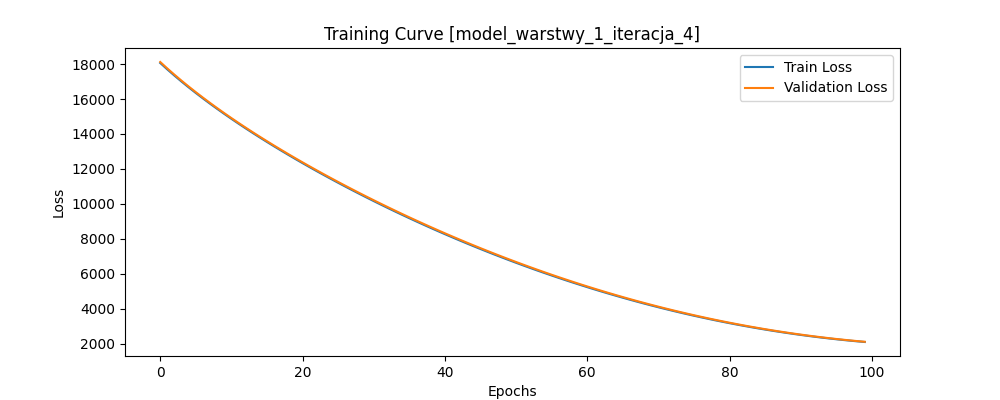 Training Curve [model_warstwy_1_iteracja_4]
Train Loss
Validation Loss
Loss
18000
16000
14000
12000
10000
8000
6000
4000
2000
0 20 40 60 80 100
Epochs